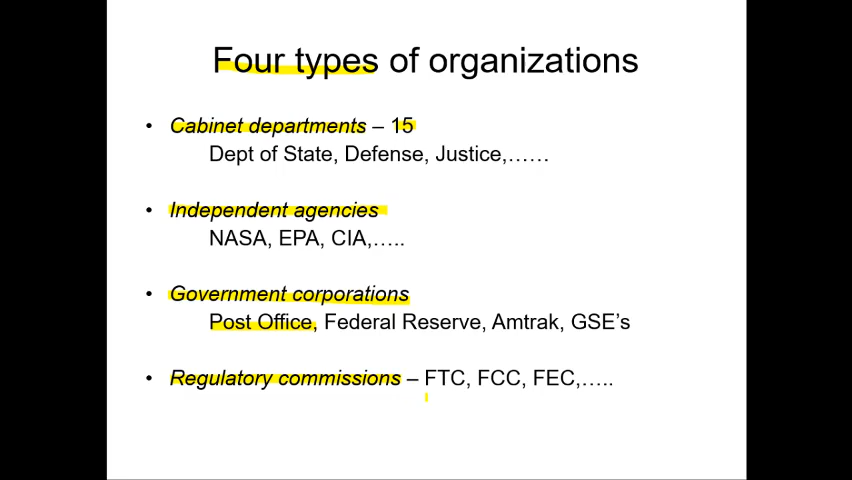 Four types of organizations
• Cabinet departments – 15
Dept of State, Defense, Justice,……
• Independent agencies
NASA, EPA, CIA,…..
• Government corporations
Post Office, Federal Reserve, Amtrak, GSE’s
• Regulatory commissions – FTC, FCC, FEC,…..